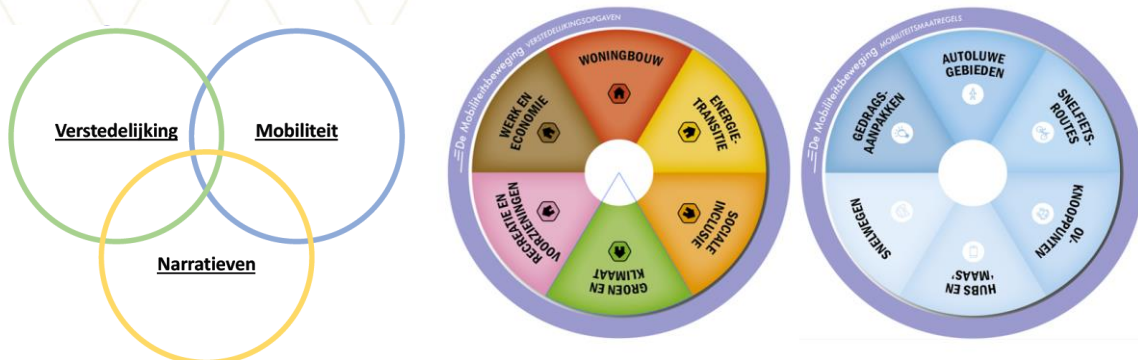 Verstedelijking
Mobiliteit
Narratieven
De Mobiliteitsbeweging VERSTEDELIJKINGSOPGAVEN
WONINGBOUW
ENERGIE-
TRANSITIE
SOCIALE
INCLUSIE
GROEN EN
KLIMAAT
RECREATIE EN
VOORZIENINGEN
WERK EN
ECONOMIE
De Mobiliteitsbeweging MOBILITEITSMAATREGELS
AUTOLUWE
GEBIEDEN
SNELFIETS-
ROUTES
OV-
KNOOPPUNTEN
HUBS EN
'MAAS'
SNELWEGEN
GEDRAGS-
AANPAKKEN